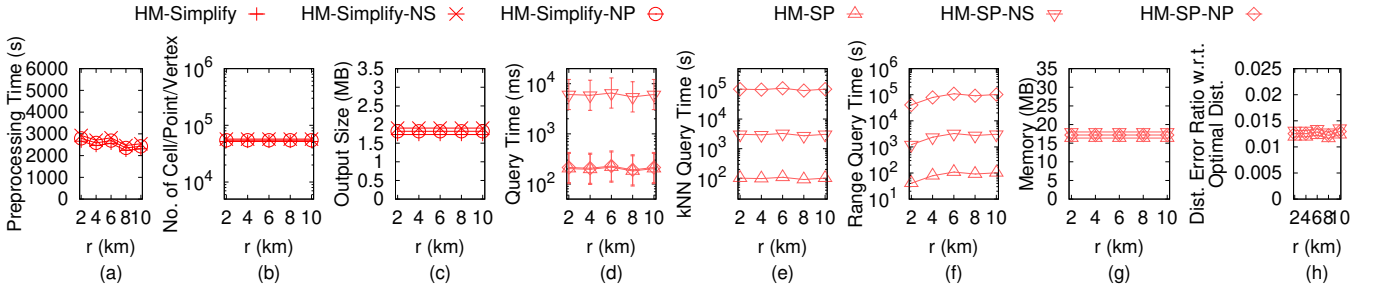 HM-Simplify HM-Simplify-NS HM-Simplify-NP HM-SP HM-SP-NS HM-SP-NP
Preprocessing Time (s)
6000
5000
4000
3000
2000
1000
0
2 4 6 8 10
r (km)
(a)
No. of Cell/Point/Vertex
10^6
10^5
10^4
2 4 6 8 10
r (km)
(b)
Output Size (MB)
3.5
3
2.5
2
1.5
1
0.5
0
2 4 6 8 10
r (km)
(c)
Query Time (ms)
10^4
10^3
10^2
2 4 6 8 10
r (km)
(d)
kNN Query Time (s)
10^5
10^4
10^3
10^2
2 4 6 8 10
r (km)
(e)
Range Query Time (s)
10^6
10^5
10^4
10^3
10^2
10^1
2 4 6 8 10
r (km)
(f)
Memory (MB)
35
30
25
20
15
10
5
0
2 4 6 8 10
r (km)
(g)
Dist. Error Ratio w.r.t.
Optimal Dist.
0.025
0.02
0.015
0.01
0.005
0
2 4 6 8 10
r (km)
(h)